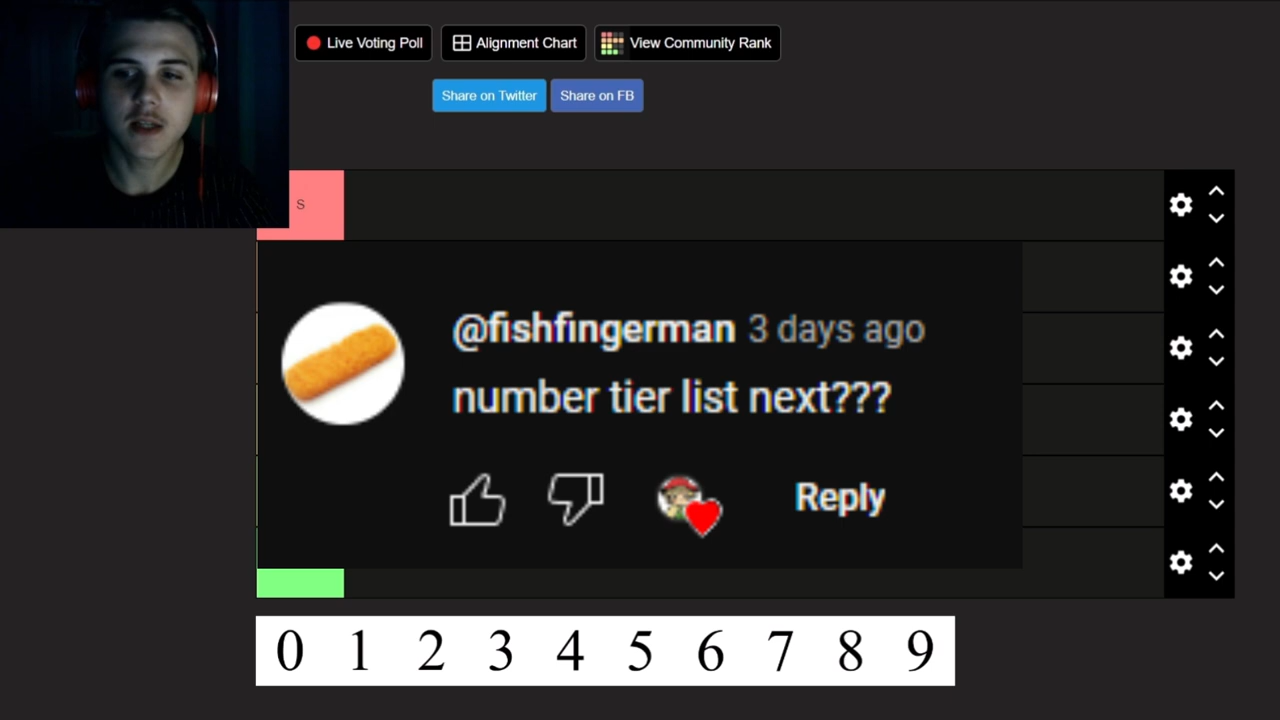 Live Voting Poll
Alignment Chart
View Community Rank
Share on Twitter
Share on FB
S
@fishfingerman 3 days ago
number tier list next???
Reply
0 1 2 3 4 5 6 7 8 9